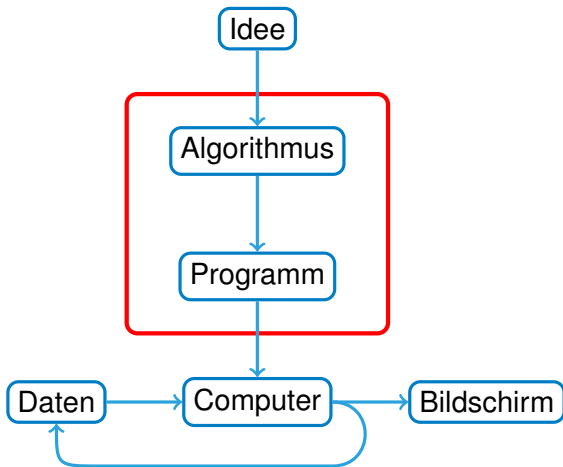 Idee
Algorithmus
Programm
Daten
Computer
Bildschirm